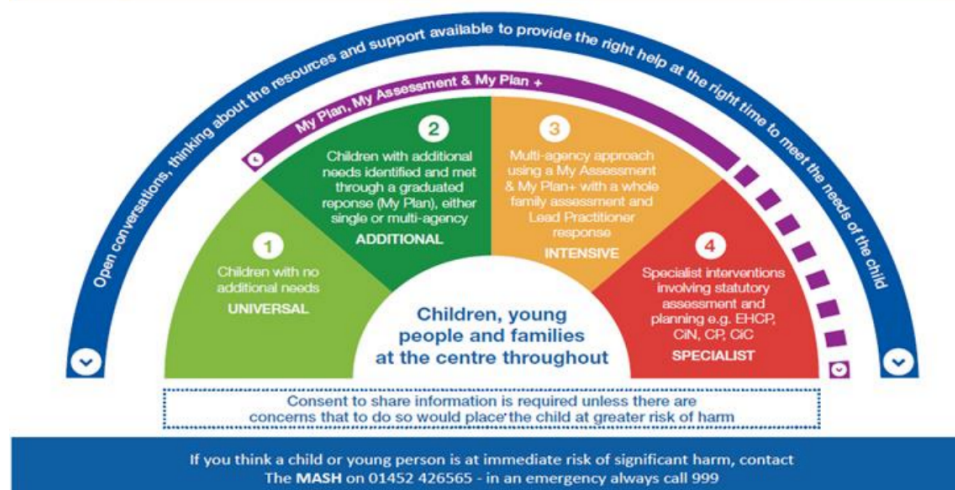 Open conversations, thinking about the resources and support available to provide the right help at the right time to meet the needs of the child
My Plan, My Assessment & My Plan +
1
Children with no
additional needs
UNIVERSAL
2
Children with additional
needs identified and met
through a graduated
reponse (My Plan), either
single or multi-agency
ADDITIONAL
3
Multi-agency approach
using a My Assessment
& My Plan+ with a whole
family assessment and
Lead Practitioner
response
INTENSIVE
4
Specialist interventions
involving statutory
assessment and
planning e.g. EHCP,
CiN, CP, CiC
SPECIALIST
Children, young
people and families
at the centre throughout
Consent to share information is required unless there are
concerns that to do so would place the child at greater risk of harm
If you think a child or young person is at immediate risk of significant harm, contact
The MASH on 01452 426565 - in an emergency always call 999